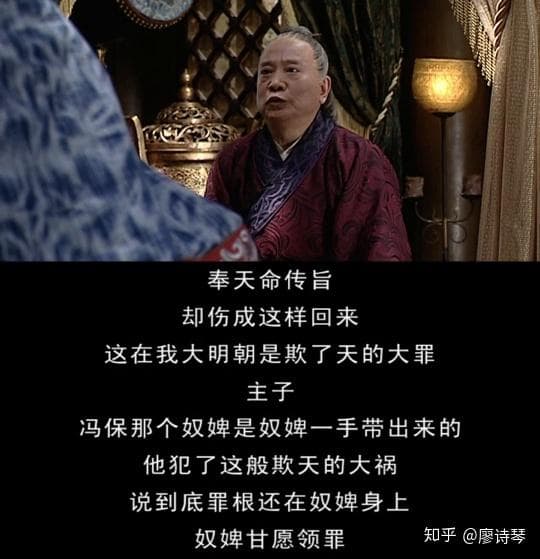 奉天命传旨
却伤成这样回来
这在我大明朝是欺了天的大罪
主子
冯保那个奴婢是奴婢一手带出来的
他犯了这般欺天的大祸
说到底罪根还在奴婢身上
奴婢甘愿领罪
知乎 @廖诗琴